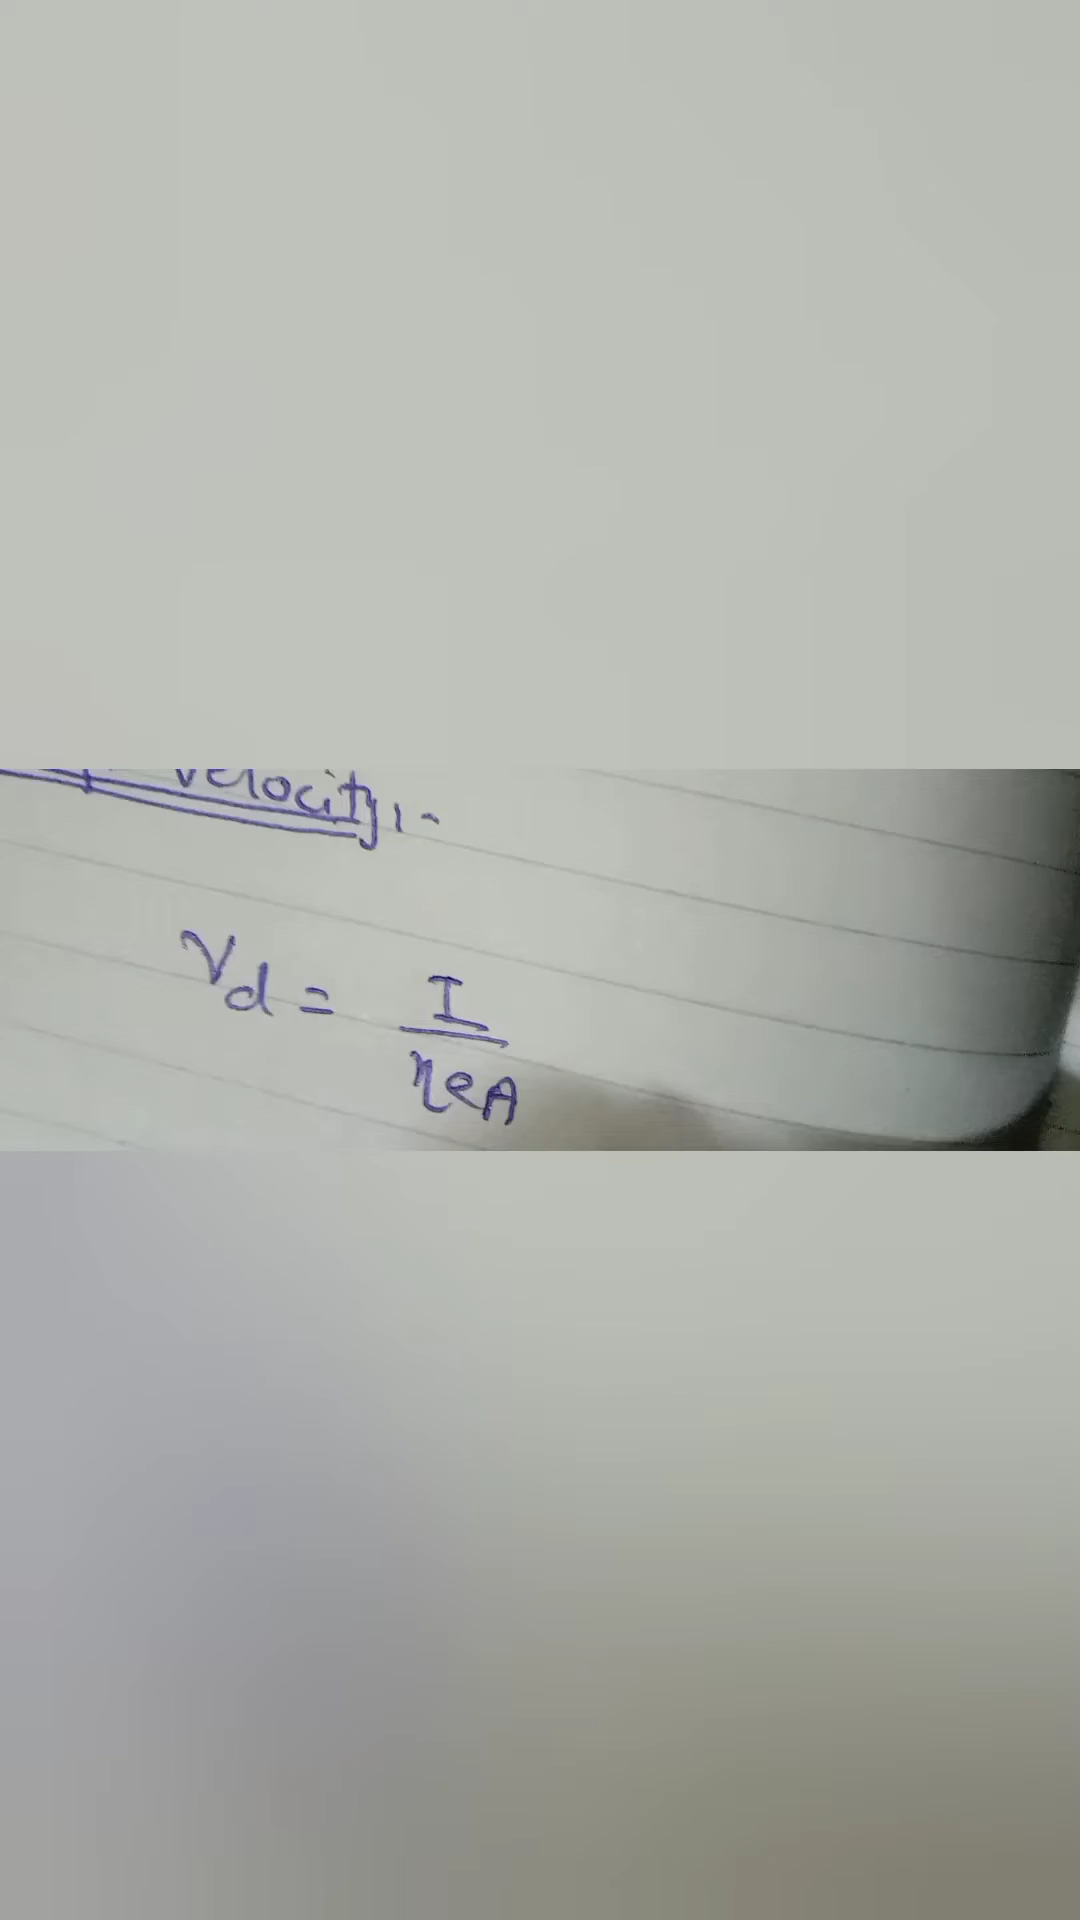 velocity:-
Vd = I / neA